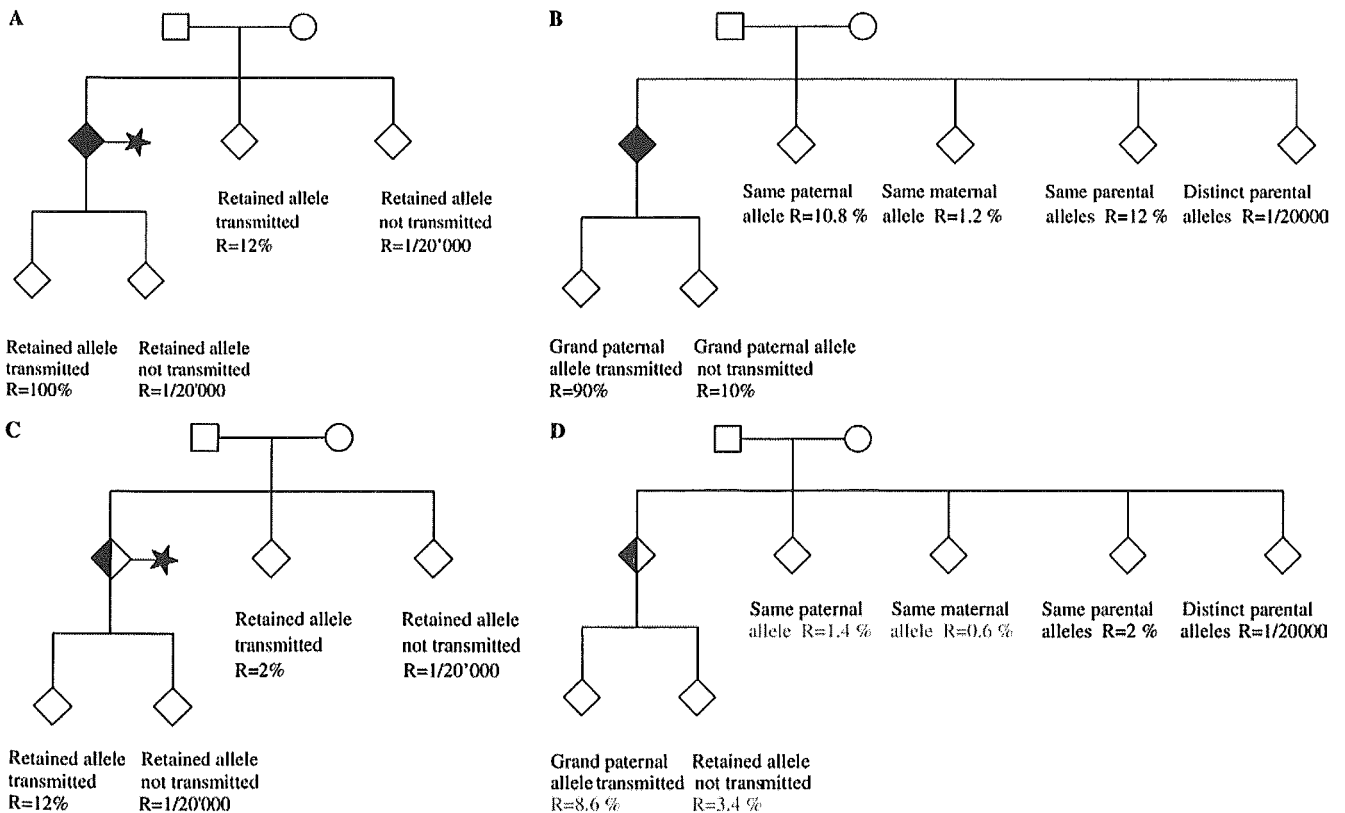 A
Retained allele
transmitted
R=12%
Retained allele
not transmitted
R=1/20'000
Retained allele
transmitted
R=100%
Retained allele
not transmitted
R=1/20'000
B
Same paternal
allele R=10.8 %
Same maternal
allele R=1.2 %
Same parental
alleles R=12 %
Distinct parental
alleles R=1/20000
Grand paternal
allele transmitted
R=90%
Grand paternal allele
not transmitted
R=10%
C
Retained allele
transmitted
R=2%
Retained allele
not transmitted
R=1/20'000
Retained allele
transmitted
R=12%
Retained allele
not transmitted
R=1/20'000
D
Same paternal
allele R=1.4 %
Same maternal
allele R=0.6 %
Same parental
alleles R=2 %
Distinct parental
alleles R=1/20000
Grand paternal
allele transmitted
R=8.6 %
Retained allele
not transmitted
R=3.4 %